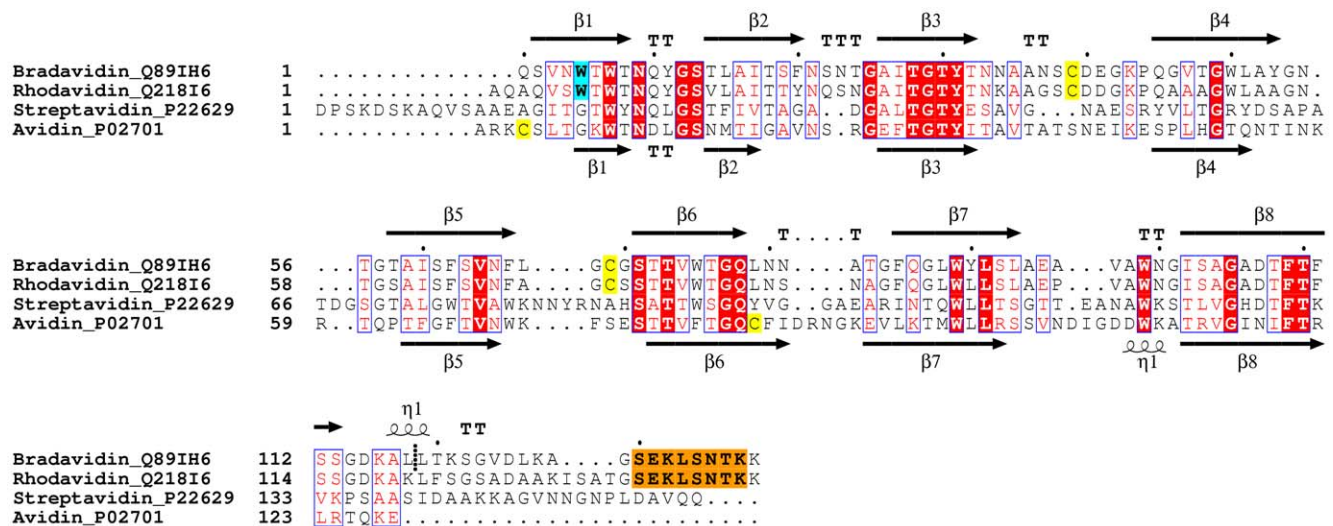 β1 β2 β3 β4
TT TTT TT
Bradavidin_Q89IH6 1 ..............QSVNWTWTNQYGSTLAITSFNSNTGAITGTYTNNAANSCDEGKPQGVTGWLAYGN.
Rhodavidin_Q218I6 1 ............AQAQVSWTWTNQYGSVLAITTYNQSNGAITGTYTNKAAGSCDDGKPQAAAGWLAAGN.
Streptavidin_P22629 1 DPSKDSKAQVSAAEAGITGTWYNQLGSTFIVTAGA.D.GALTGTYESAVG...NAESRYVLTGRYDSAPA
Avidin_P02701 1 ...........ARKCSLTGKWTNDLGSNMTIGAVNS.RGEFTGTYITAVTATSNEIKESPLHGTQNTINK
β1 TT β2 β3 β4
β5 β6 β7 β8
T....T TT
Bradavidin_Q89IH6 56 ...TGTAISFSVNFL....GCGSTTVWTGQLNN....ATGFQGLWYLSLAEA...VAWNGISAGADTFTF
Rhodavidin_Q218I6 58 ...TGSAISFSVNFA....GCSSTTVWTGQLNS....NAGFQGLWLLSLAEP...VAWNGISAGADTFTF
Streptavidin_P22629 66 TDGSGTALGWTVAWKNNYRNAHSATTWSGQYVG..GAEARINTQWLLTSGTT.EANAWKSTLVGHDTFTK
Avidin_P02701 59 R..TQPTFGFTVNWK....FSESTTVFTGQCFIDRNGKEVLKTMWLLRSSVNDIGDDWKATRVGINIFTR
β5 β6 β7 η1 β8
η1 TT
Bradavidin_Q89IH6 112 SSGDKALLTKSGVDLKA....GSEKLSNTKK
Rhodavidin_Q218I6 114 SSGDKAKLFSGSADAAKISATGSEKLSNTKK
Streptavidin_P22629 133 VKPSAASIDAAKKAGVNNGNPLDAVQQ....
Avidin_P02701 123 LRTQKE.........................